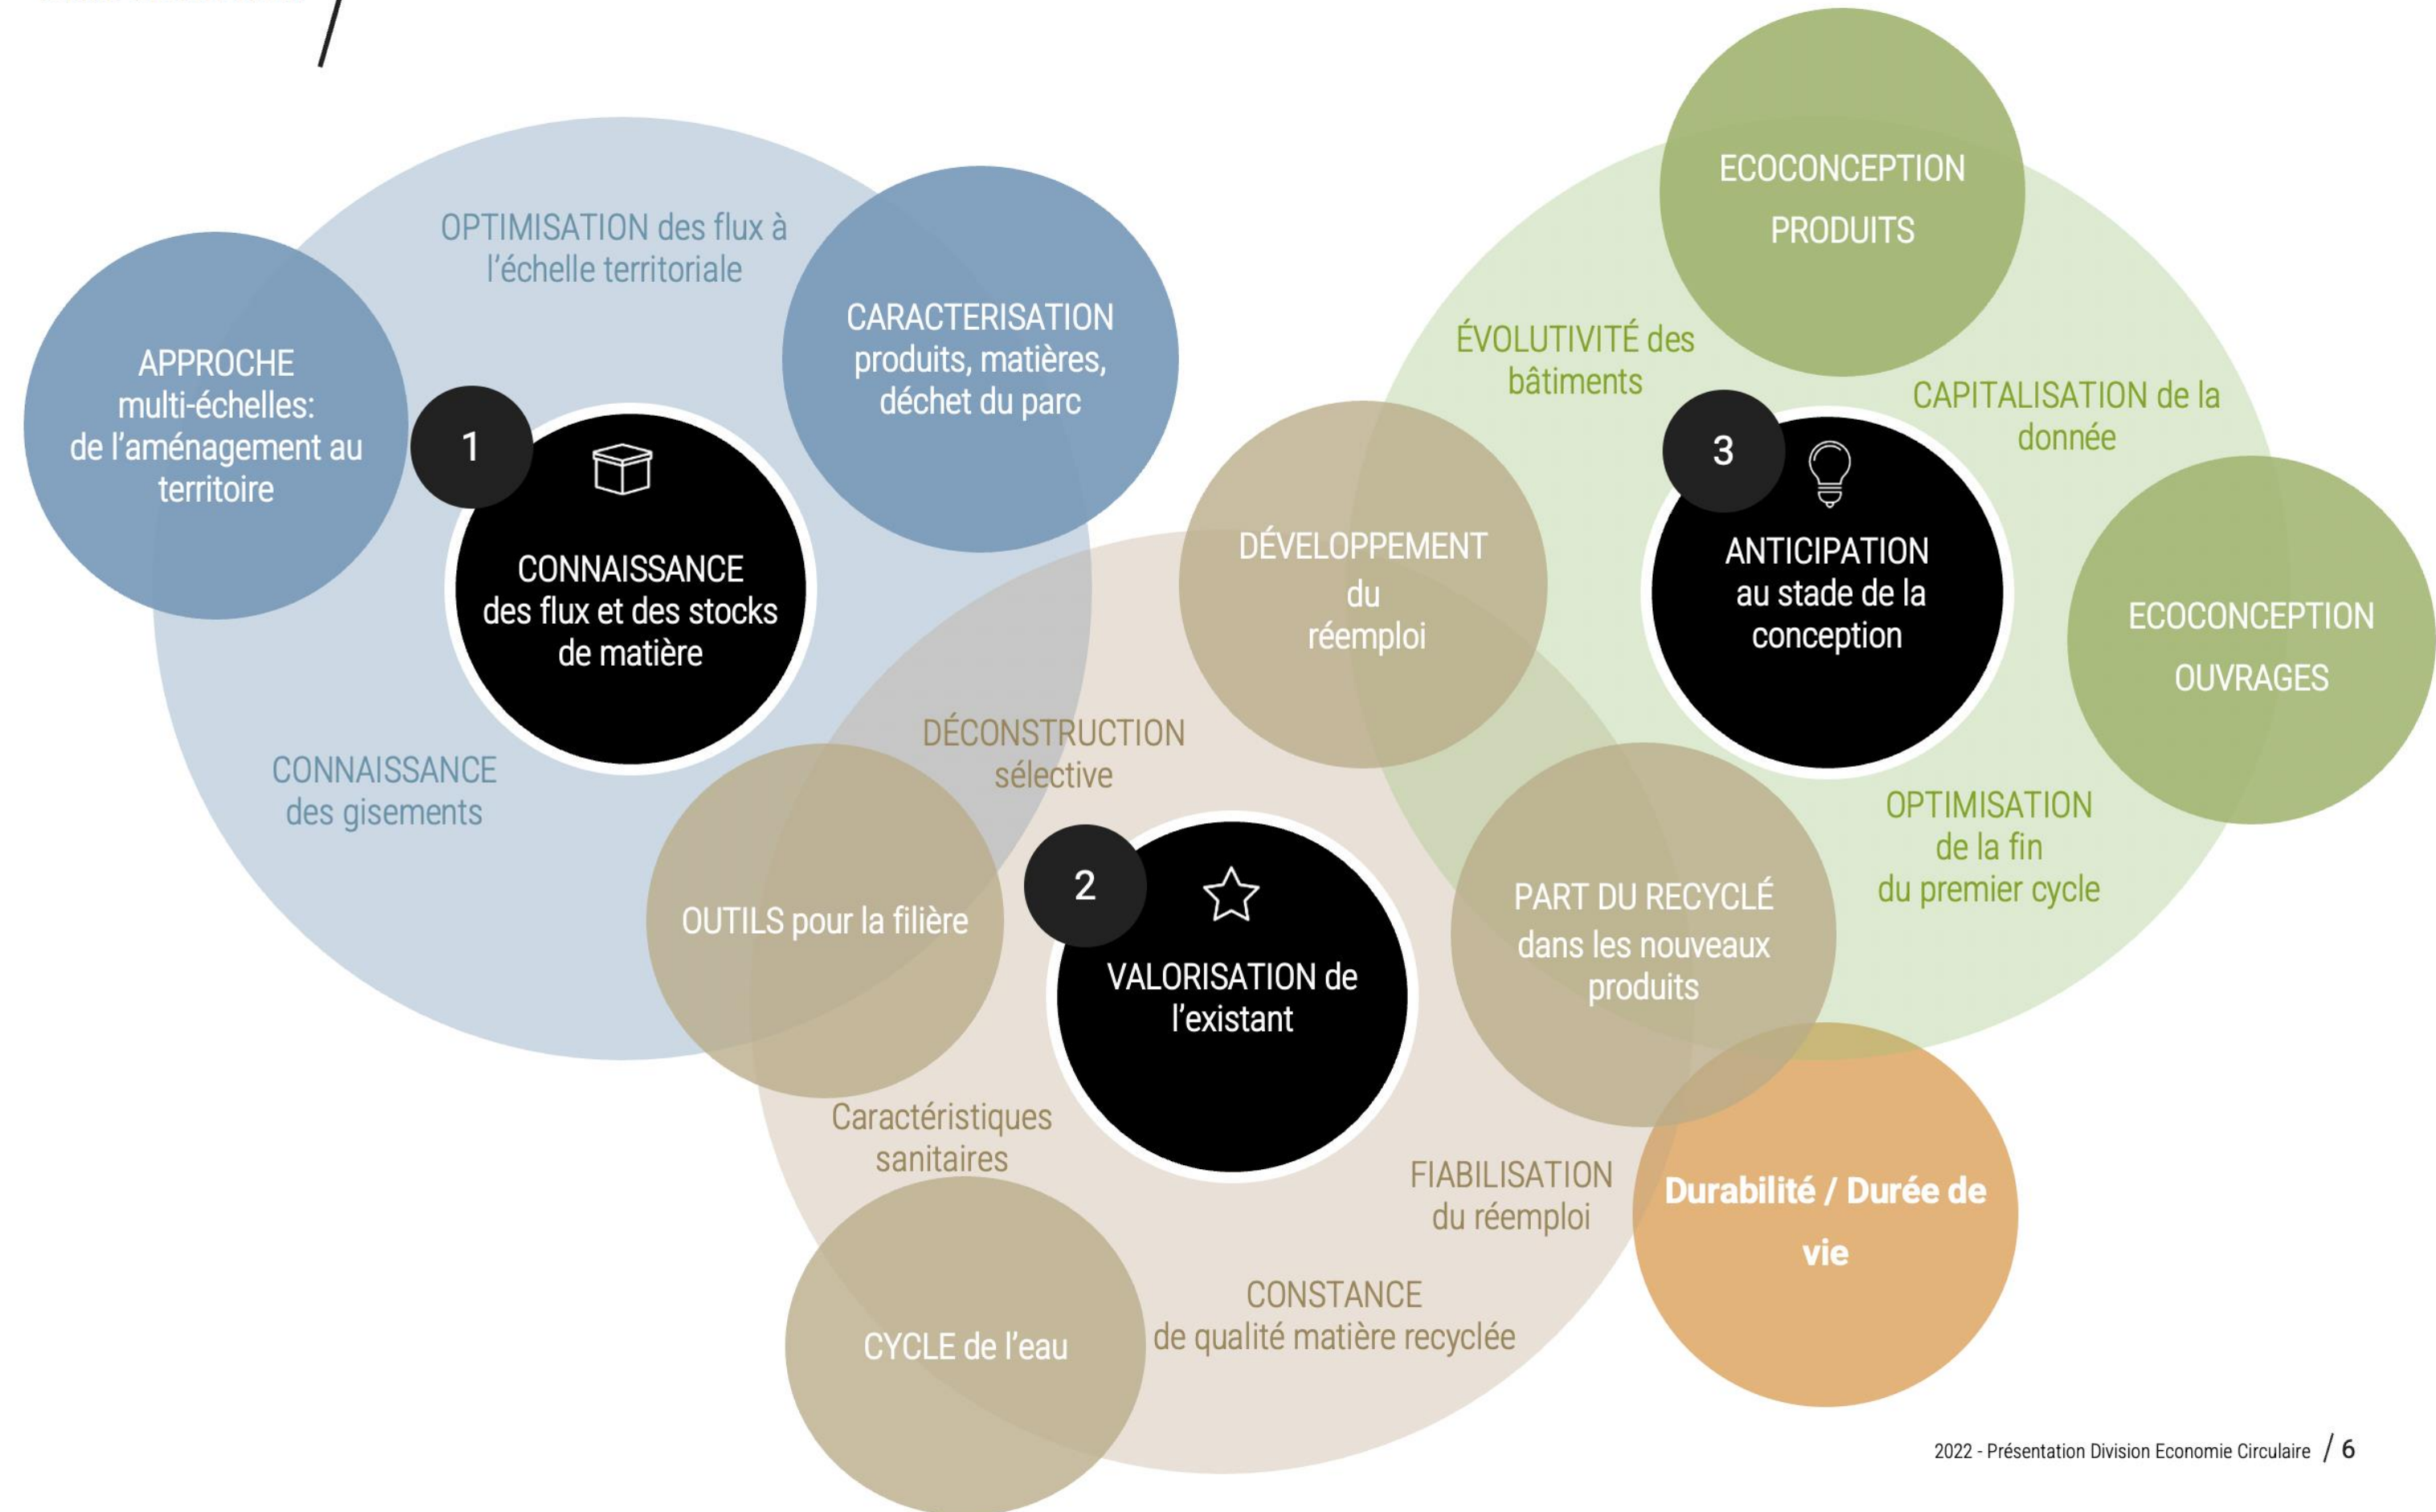 OPTIMISATION des flux à
l'échelle territoriale
APPROCHE
multi-échelles:
de l'aménagement au
territoire
CARACTERISATION
produits, matières,
déchet du parc
1
CONNAISSANCE
des flux et des stocks
de matière
CONNAISSANCE
des gisements
DÉCONSTRUCTION
sélective
OUTILS pour la filière
2
VALORISATION de
l'existant
DÉVELOPPEMENT
du
réemploi
PART DU RECYCLÉ
dans les nouveaux
produits
Caractéristiques
sanitaires
FIABILISATION
du réemploi
CONSTANCE
de qualité matière recyclée
CYCLE de l'eau
ECOCONCEPTION
PRODUITS
ÉVOLUTIVITÉ des
bâtiments
CAPITALISATION de la
donnée
3
ANTICIPATION
au stade de la
conception
ECOCONCEPTION
OUVRAGES
OPTIMISATION
de la fin
du premier cycle
Durabilité / Durée de
vie
2022 - Présentation Division Economie Circulaire / 6